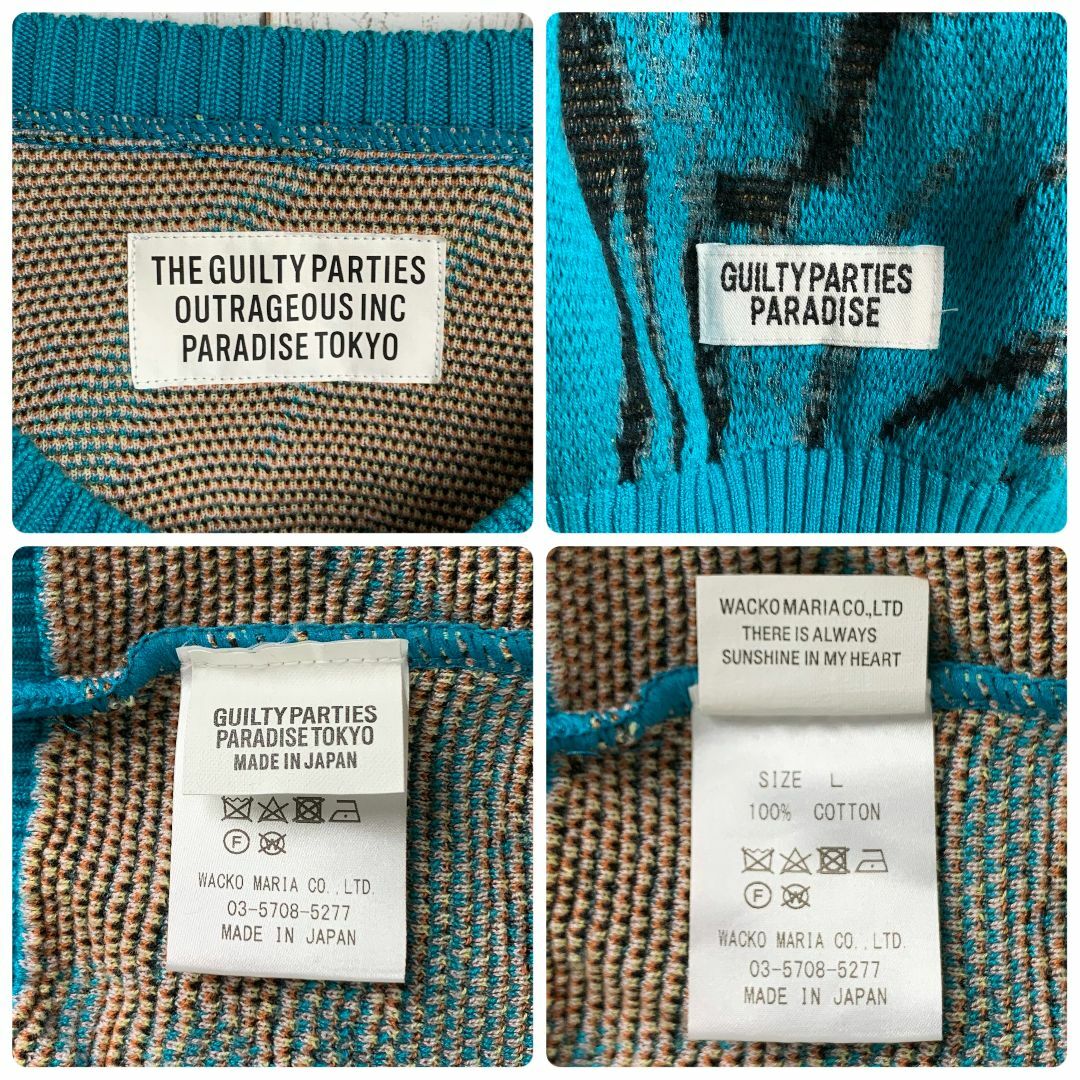 THE GUILTY PARTIES
OUTRAGEOUS INC
PARADISE TOKYO
GUILTY PARTIES
PARADISE
GUILTY PARTIES
PARADISE TOKYO
MADE IN JAPAN
F W
WACKO MARIA CO.,LTD.
03-5708-5277
MADE IN JAPAN
WACKO MARIA CO.,LTD
THERE IS ALWAYS
SUNSHINE IN MY HEART
SIZE L
100% COTTON
F W
WACKO MARIA CO.,LTD.
03-5708-5277
MADE IN JAPAN